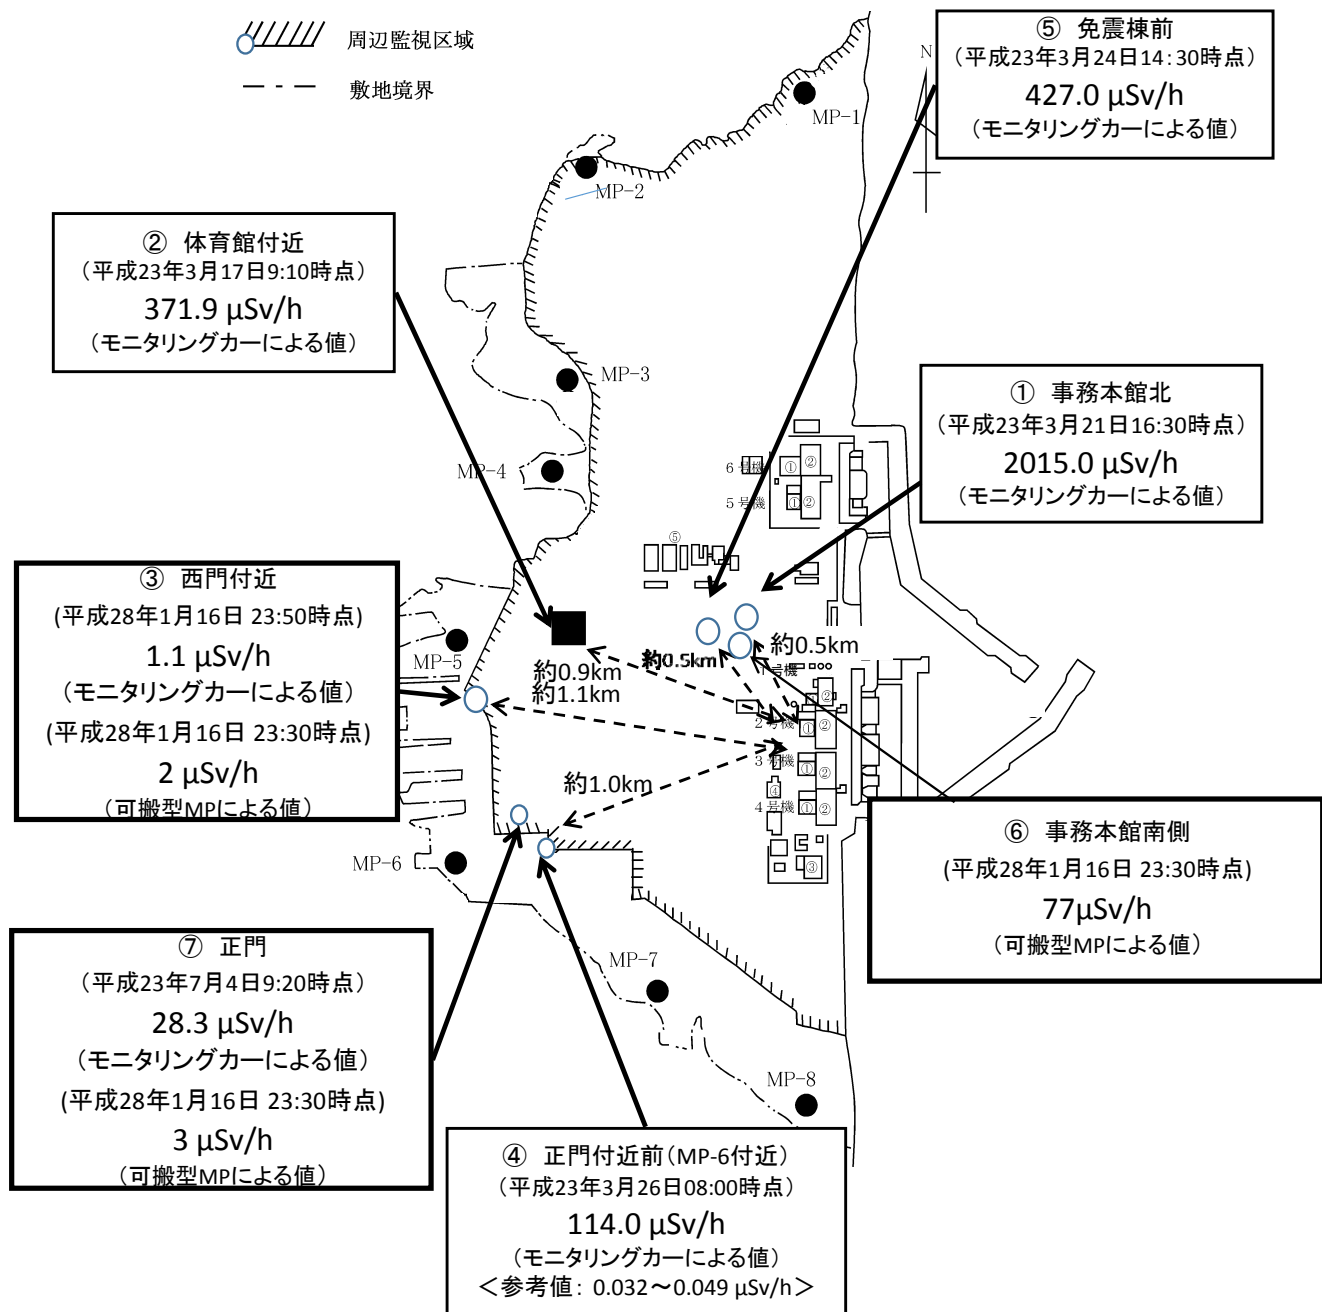 周辺監視区域
敷地境界
⑤ 免震棟前
(平成23年3月24日14:30時点)
427.0 μSv/h
(モニタリングカーによる値)
N
MP-1
MP-2
② 体育館付近
(平成23年3月17日9:10時点)
371.9 μSv/h
(モニタリングカーによる値)
MP-3
MP-4
① 事務本館北
(平成23年3月21日16:30時点)
2015.0 μSv/h
(モニタリングカーによる値)
6号機
①
②
5号機
①
②
⑤
③ 西門付近
(平成28年1月16日 23:50時点)
1.1 μSv/h
(モニタリングカーによる値)
(平成28年1月16日 23:30時点)
2 μSv/h
(可搬型MPによる値)
MP-5
約0.9km
約1.1km
約0.5km
約0.5km
1号機
②
2号機
①
②
3号機
①
②
④
4号機
①
②
③
約1.0km
MP-6
⑥ 事務本館南側
(平成28年1月16日 23:30時点)
77μSv/h
(可搬型MPによる値)
⑦ 正門
(平成23年7月4日9:20時点)
28.3 μSv/h
(モニタリングカーによる値)
(平成28年1月16日 23:30時点)
3 μSv/h
(可搬型MPによる値)
MP-7
MP-8
④ 正門付近前(MP-6付近)
(平成23年3月26日08:00時点)
114.0 μSv/h
(モニタリングカーによる値)
<参考値: 0.032～0.049 μSv/h>